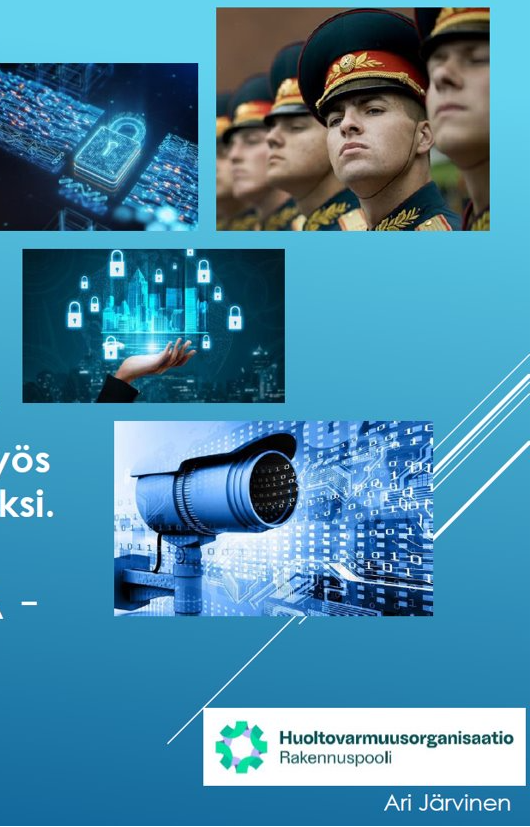 yös
ksi.
–
Huoltovarmuusorganisaatio
Rakennuspooli
Ari Järvinen